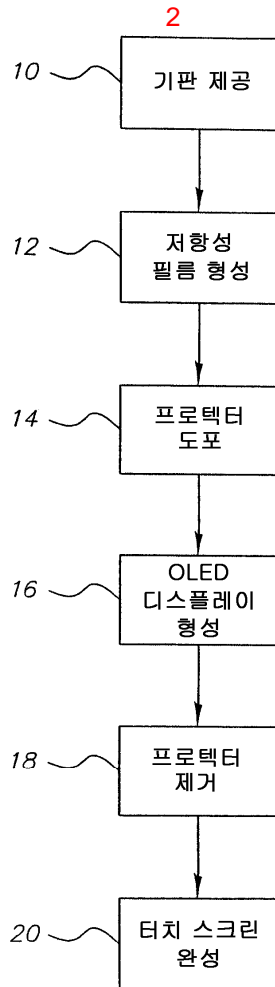 2
10
기판 제공
12
저항성
필름 형성
14
프로텍터
도포
16
OLED
디스플레이
형성
18
프로텍터
제거
20
터치 스크린
완성